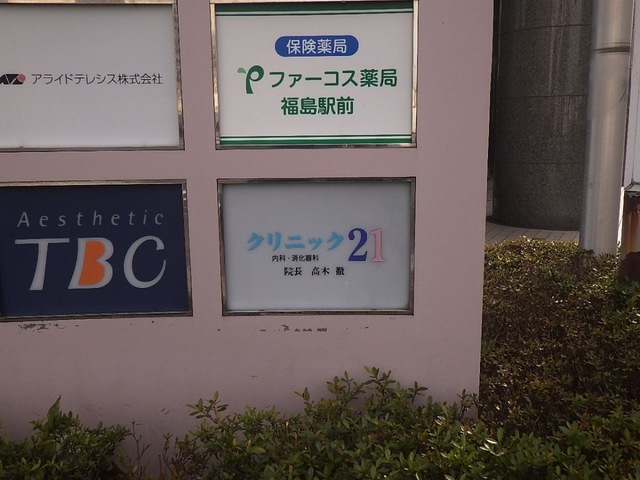 アライドテレシス株式会社
保険薬局
ファーコス薬局
福島駅前
Aesthetic
TBC
クリニック21
内科・消化器科
院長 高木 徹